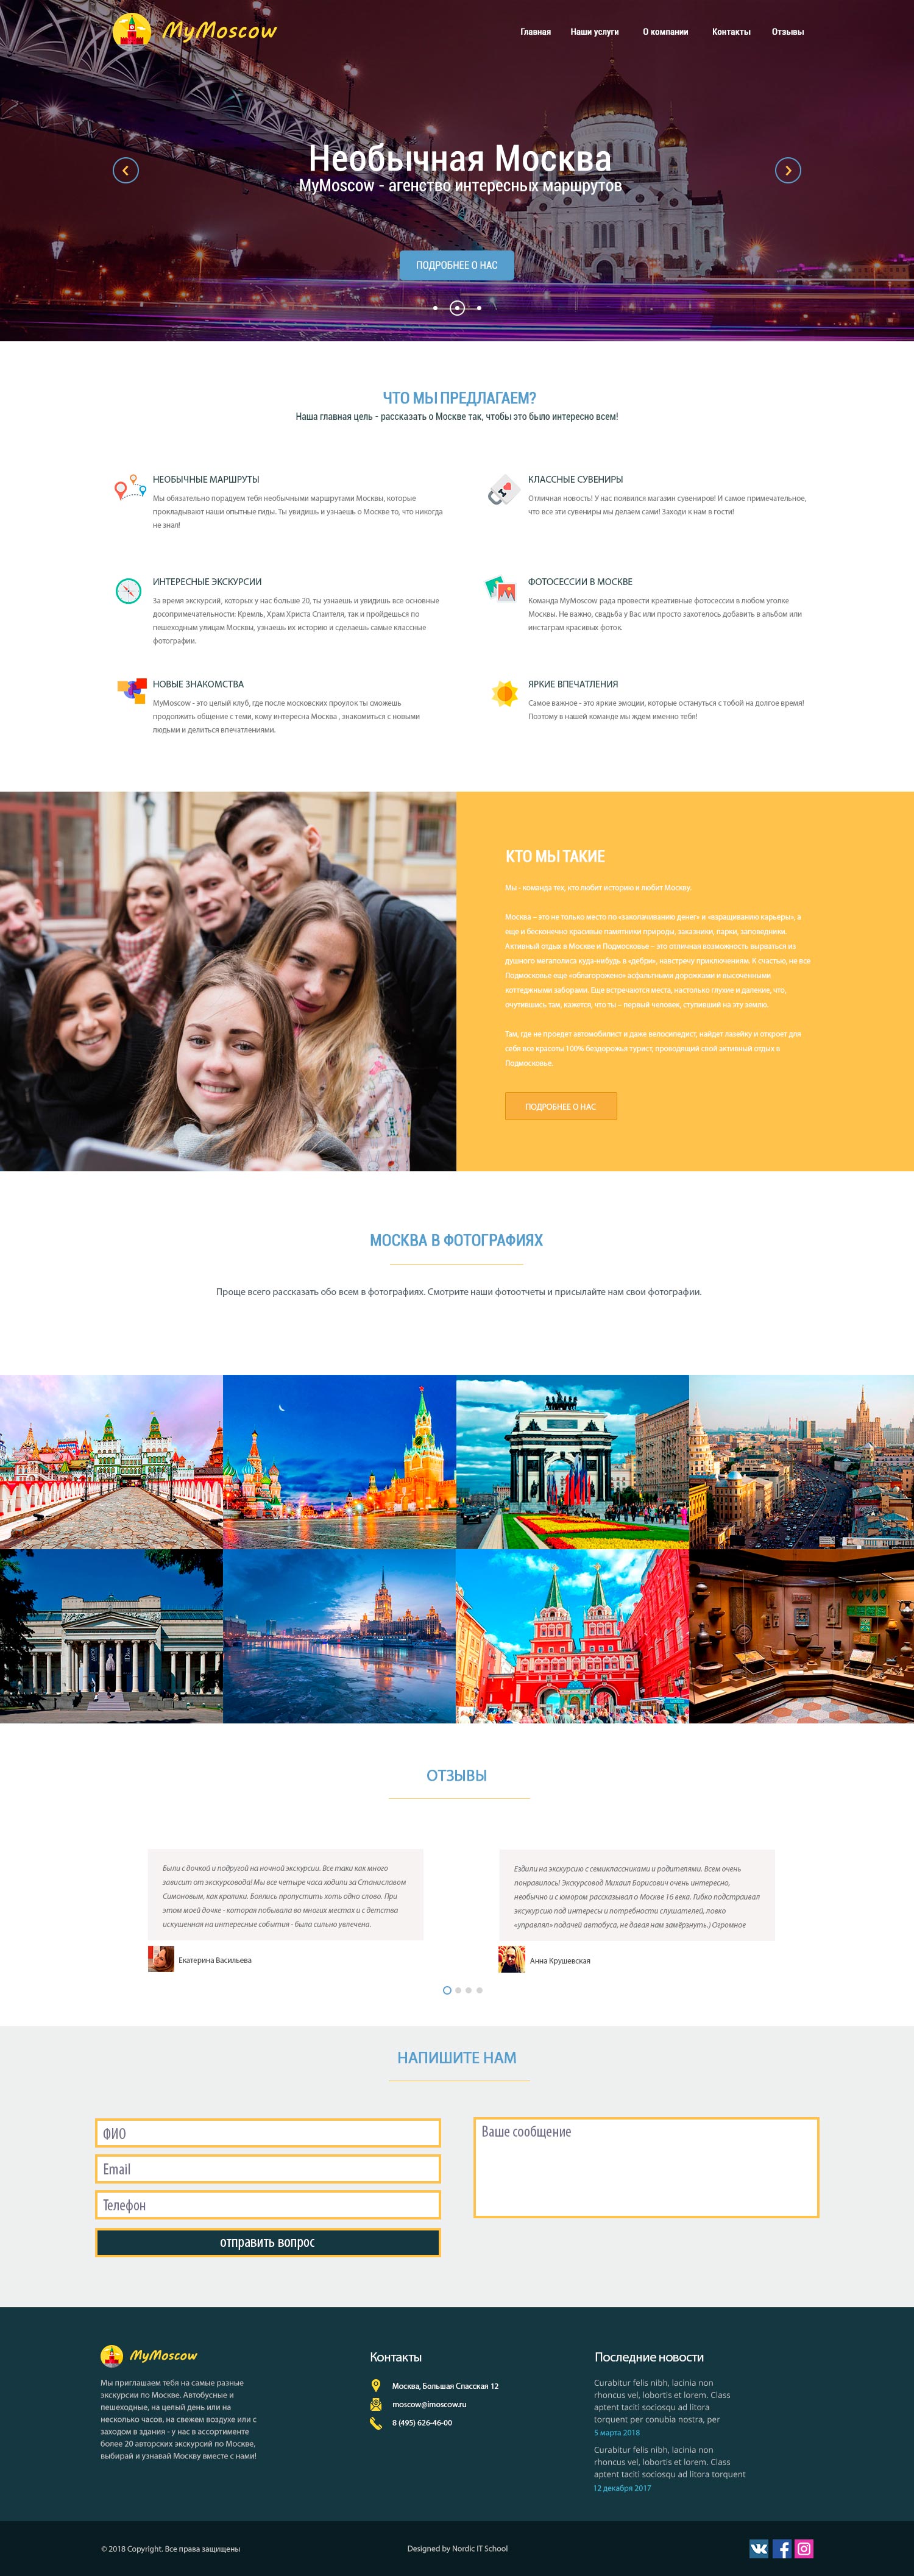 MyMoscow
Главная Наши услуги О компании Контакты Отзывы
Необычная Москва
MyMoscow - агенство интересных маршрутов
ПОДРОБНЕЕ О НАС
ЧТО МЫ ПРЕДЛАГАЕМ?
Наша главная цель - рассказать о Москве так, чтобы это было интересно всем!
НЕОБЫЧНЫЕ МАРШРУТЫ
Мы обязательно порадуем тебя необычными маршрутами Москвы, которые
прокладывают наши опытные гиды. Ты увидишь и узнаешь о Москве то, что никогда
не знал!
КЛАССНЫЕ СУВЕНИРЫ
Отличная новость! У нас появился магазин сувениров! И самое примечательное,
что все эти сувениры мы делаем сами! Заходи к нам в гости!
ИНТЕРЕСНЫЕ ЭКСКУРСИИ
За время экскурсий, которых у нас больше 20, ты узнаешь и увидишь все основные
досопримечательности: Кремль, Храм Христа Спаителя, так и пройдешься по
пешеходным улицам Москвы, узнаешь их историю и сделаешь самые классные
фотографии.
ФОТОСЕССИИ В МОСКВЕ
Команда MyMoscow рада провести креативные фотосессии в любом уголке
Москвы. Не важно, свадьба у Вас или просто захотелось добавить в альбом или
инстаграм красивых фоток.
НОВЫЕ ЗНАКОМСТВА
MyMoscow - это целый клуб, где после московских проулок ты сможешь
продолжить общение с теми, кому интересна Москва , знакомиться с новыми
людьми и делиться впечатлениями.
ЯРКИЕ ВПЕЧАТЛЕНИЯ
Самое важное - это яркие эмоции, которые остануться с тобой на долгое время!
Поэтому в нашей команде мы ждем именно тебя!
КТО МЫ ТАКИЕ
Мы - команда тех, кто любит историю и любит Москву.
Москва – это не только место по «заколачиванию денег» и «взращиванию карьеры», а
еще и бесконечно красивые памятники природы, заказники, парки, заповедники.
Активный отдых в Москве и Подмосковье – это отличная возможность вырваться из
душного мегаполиса куда-нибудь в «дебри», навстречу приключениям. К счастью, не все
Подмосковье еще «облагорожено» асфальтными дорожками и высоченными
коттеджными заборами. Еще встречаются места, настолько глухие и далекие, что,
очутившись там, кажется, что ты – первый человек, ступивший на эту землю.
Там, где не проедет автомобилист и даже велосипедист, найдет лазейку и откроет для
себя все красоты 100% бездорожья турист, проводящий свой активный отдых в
Подмосковье.
ПОДРОБНЕЕ О НАС
МОСКВА В ФОТОГРАФИЯХ
Проще всего рассказать обо всем в фотографиях. Смотрите наши фотоотчеты и присылайте нам свои фотографии.
ОТЗЫВЫ
Были с дочкой и подругой на ночной экскурсии. Все таки как много
зависит от экскурсовода! Мы все четыре часа ходили за Станиславом
Симоновым, как кролики. Боялись пропустить хоть одно слово. При
этом моей дочке - которая побывала во многих местах и с детства
искушенная на интересные события - была сильно увлечена.
Екатерина Васильева
Ездили на экскурсию с семиклассниками и родителями. Всем очень
понравилось! Экскурсовод Михаил Борисович очень интересно,
необычно и с юмором рассказывал о Москве 16 века. Гибко подстраивал
эксукурсию под интересы и потребности слушателей, ловко
«управлял» подачей автобуса, не давая нам замёрзнуть.) Огромное
Анна Крушевская
НАПИШИТЕ НАМ
ФИО
Email
Телефон
отправить вопрос
Ваше сообщение
MyMoscow
Мы приглашаем тебя на самые разные
экскурсии по Москве. Автобусные и
пешеходные, на целый день или на
несколько часов, на свежем воздухе или с
заходом в здания - у нас в ассортименте
более 20 авторских экскурсий по Москве,
выбирай и узнавай Москву вместе с нами!
Контакты
Москва, Большая Спасская 12
moscow@imoscow.ru
8 (495) 626-46-00
Последние новости
Curabitur felis nibh, lacinia non
rhoncus vel, lobortis et lorem. Class
aptent taciti sociosqu ad litora
torquent per conubia nostra, per
5 марта 2018
Curabitur felis nibh, lacinia non
rhoncus vel, lobortis et lorem. Class
aptent taciti sociosqu ad litora torquent
12 декабря 2017
© 2018 Copyright. Все права защищены
Designed by Nordic IT School